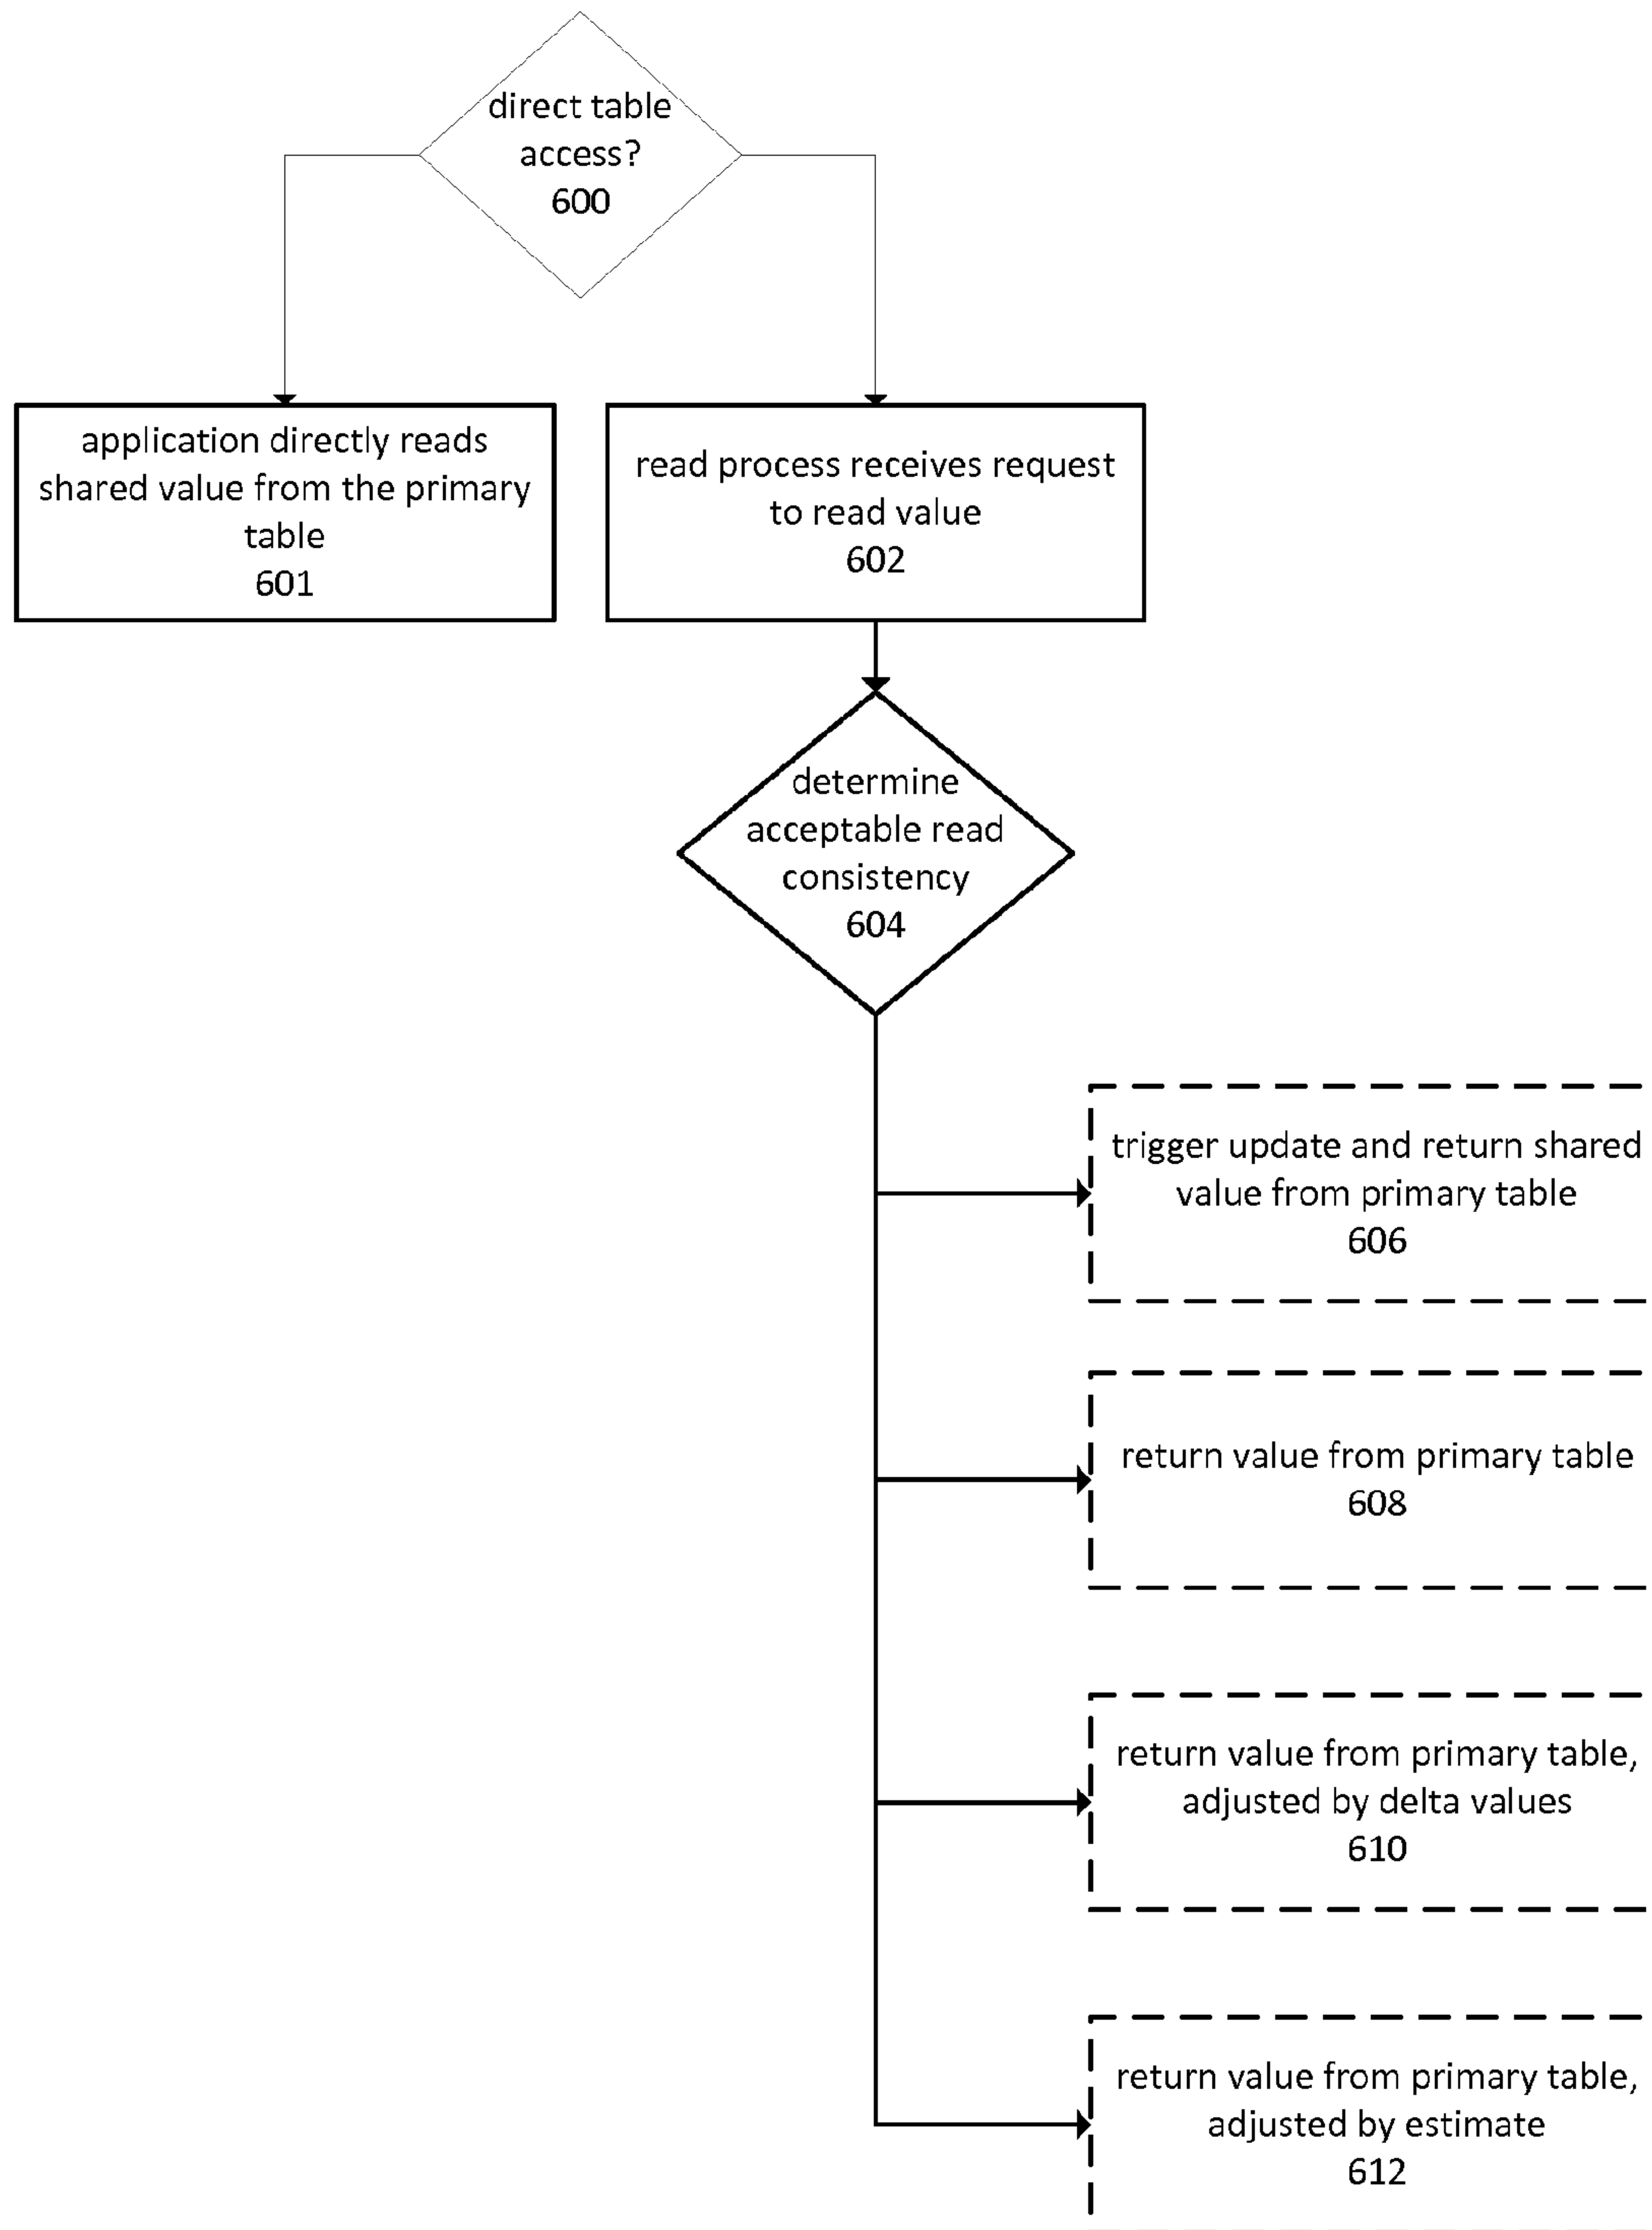 direct table
access?
600
application directly reads
shared value from the primary
table
601
read process receives request
to read value
602
determine
acceptable read
consistency
604
trigger update and return shared
value from primary table
606
return value from primary table
608
return value from primary table,
adjusted by delta values
610
return value from primary table,
adjusted by estimate
612